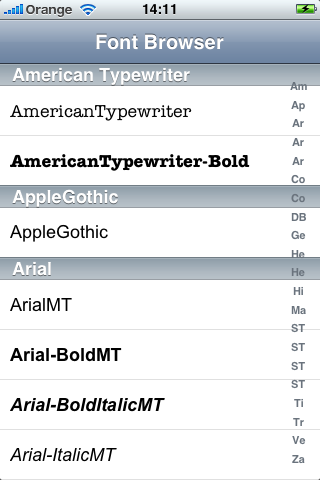 Orange 14:11
Font Browser
American Typewriter
AmericanTypewriter
AmericanTypewriter-Bold
AppleGothic
AppleGothic
Arial
ArialMT
Arial-BoldMT
Arial-BoldItalicMT
Arial-ItalicMT
Am
Ap
Ar
Ar
Ar
Co
Co
DB
Ge
He
He
Hi
Ma
ST
ST
ST
ST
Ti
Tr
Ve
Za